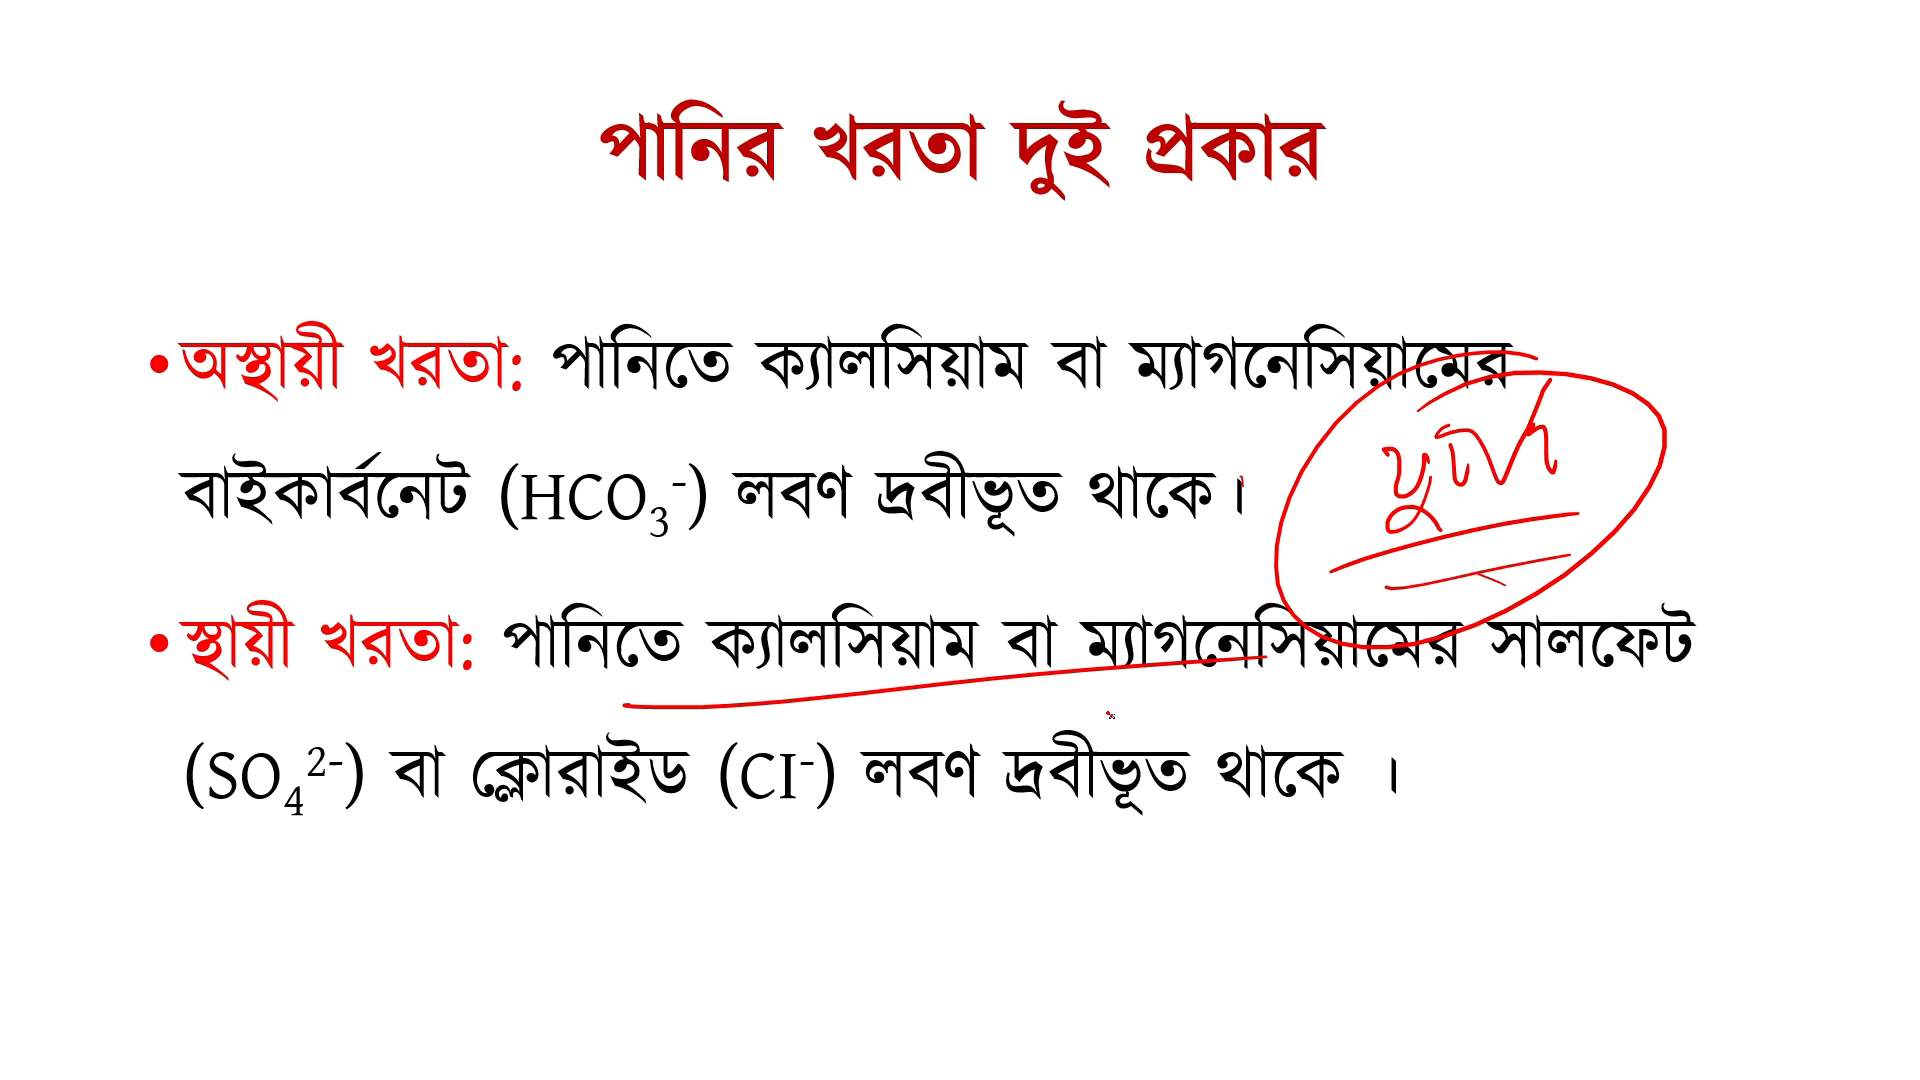 পানির খরতা দুই প্রকার
•অস্থায়ী খরতা: পানিতে ক্যালসিয়াম বা ম্যাগনেসিয়ামের
বাইকার্বনেট (HCO₃⁻) লবণ দ্রবীভূত থাকে।
•স্থায়ী খরতা: পানিতে ক্যালসিয়াম বা ম্যাগনেসিয়ামের সালফেট
(SO₄²⁻) বা ক্লোরাইড (CI⁻) লবণ দ্রবীভূত থাকে ।